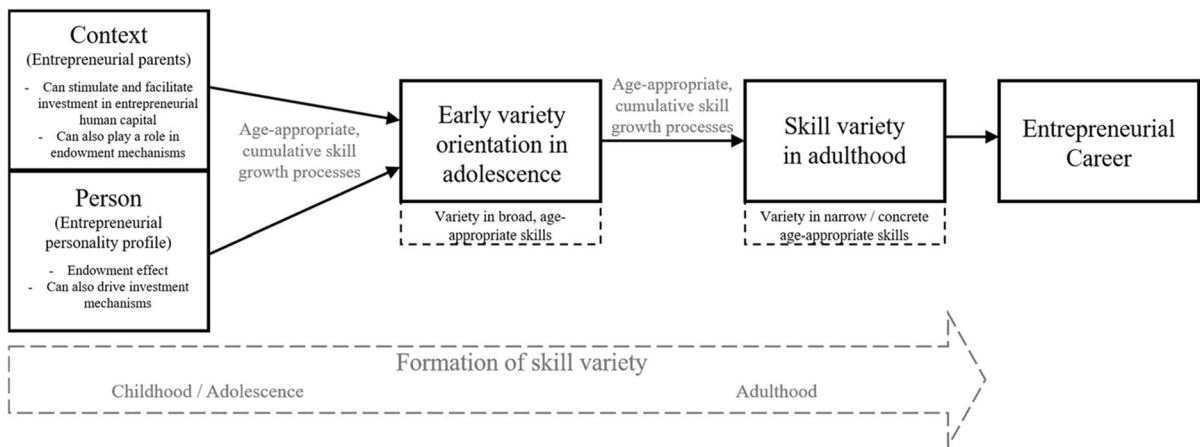 Context
(Entrepreneurial parents)
- Can stimulate and facilitate
investment in entrepreneurial
human capital
- Can also play a role in
endowment mechanisms
Person
(Entrepreneurial
personality profile)
- Endowment effect
- Can also drive investment
mechanisms
Age-appropriate,
cumulative skill
growth processes
Early variety
orientation in
adolescence
Variety in broad, age-
appropriate skills
Age-appropriate,
cumulative skill
growth processes
Skill variety
in adulthood
Variety in narrow / concrete
age-appropriate skills
Entrepreneurial
Career
Formation of skill variety
Childhood / Adolescence
Adulthood